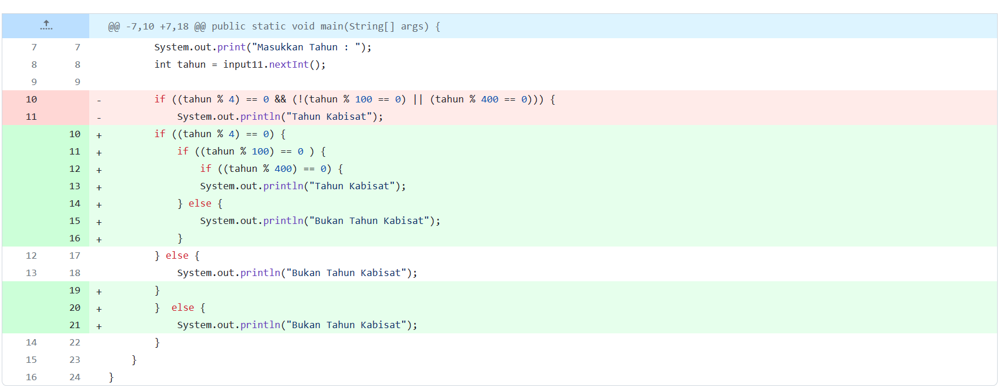 @@ -7,10 +7,18 @@ public static void main(String[] args) {
7 7 System.out.print("Masukkan Tahun : ");
8 8 int tahun = input11.nextInt();
9 9
10 - if ((tahun % 4) == 0 && (!(tahun % 100 == 0) || (tahun % 400 == 0))) {
11 - System.out.println("Tahun Kabisat");
10 + if ((tahun % 4) == 0) {
11 + if ((tahun % 100) == 0 ) {
12 + if ((tahun % 400) == 0) {
13 + System.out.println("Tahun Kabisat");
14 + } else {
15 + System.out.println("Bukan Tahun Kabisat");
16 + }
12 17 } else {
13 18 System.out.println("Bukan Tahun Kabisat");
19 + }
20 + } else {
21 + System.out.println("Bukan Tahun Kabisat");
14 22 }
15 23 }
16 24 }